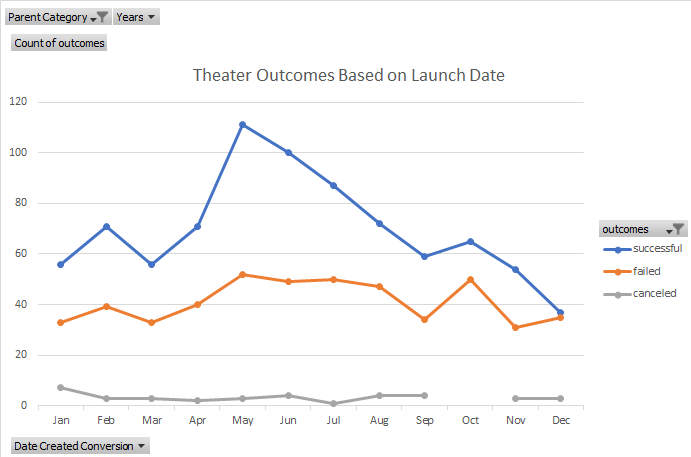 Parent Category Years
Count of outcomes
Theater Outcomes Based on Launch Date
120
100
80
60
40
20
0
Jan Feb Mar Apr May Jun Jul Aug Sep Oct Nov Dec
outcomes
successful
failed
canceled
Date Created Conversion